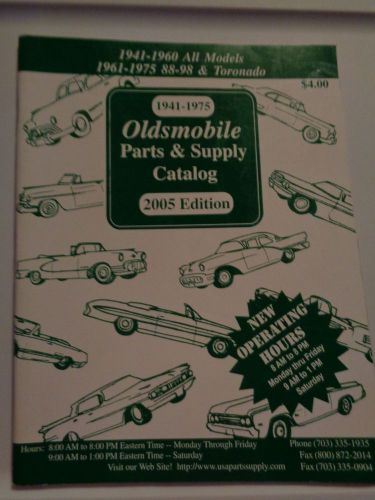 1941-1960 All Models
1961-1975 88-98 & Toronado
$4.00
1941-1975
Oldsmobile
Parts & Supply
Catalog
2005 Edition
NEW
OPERATING
HOURS
8 AM to 8 PM
Monday thru Friday
9 AM to 1 PM
Saturday
Hours: 8:00 AM to 8:00 PM Eastern Time -- Monday Through Friday
9:00 AM to 1:00 PM Eastern Time -- Saturday
Visit our Web Site! http://www.usapartssupply.com
Phone (703) 335-1935
Fax (800) 872-2014
Fax (703) 335-0904